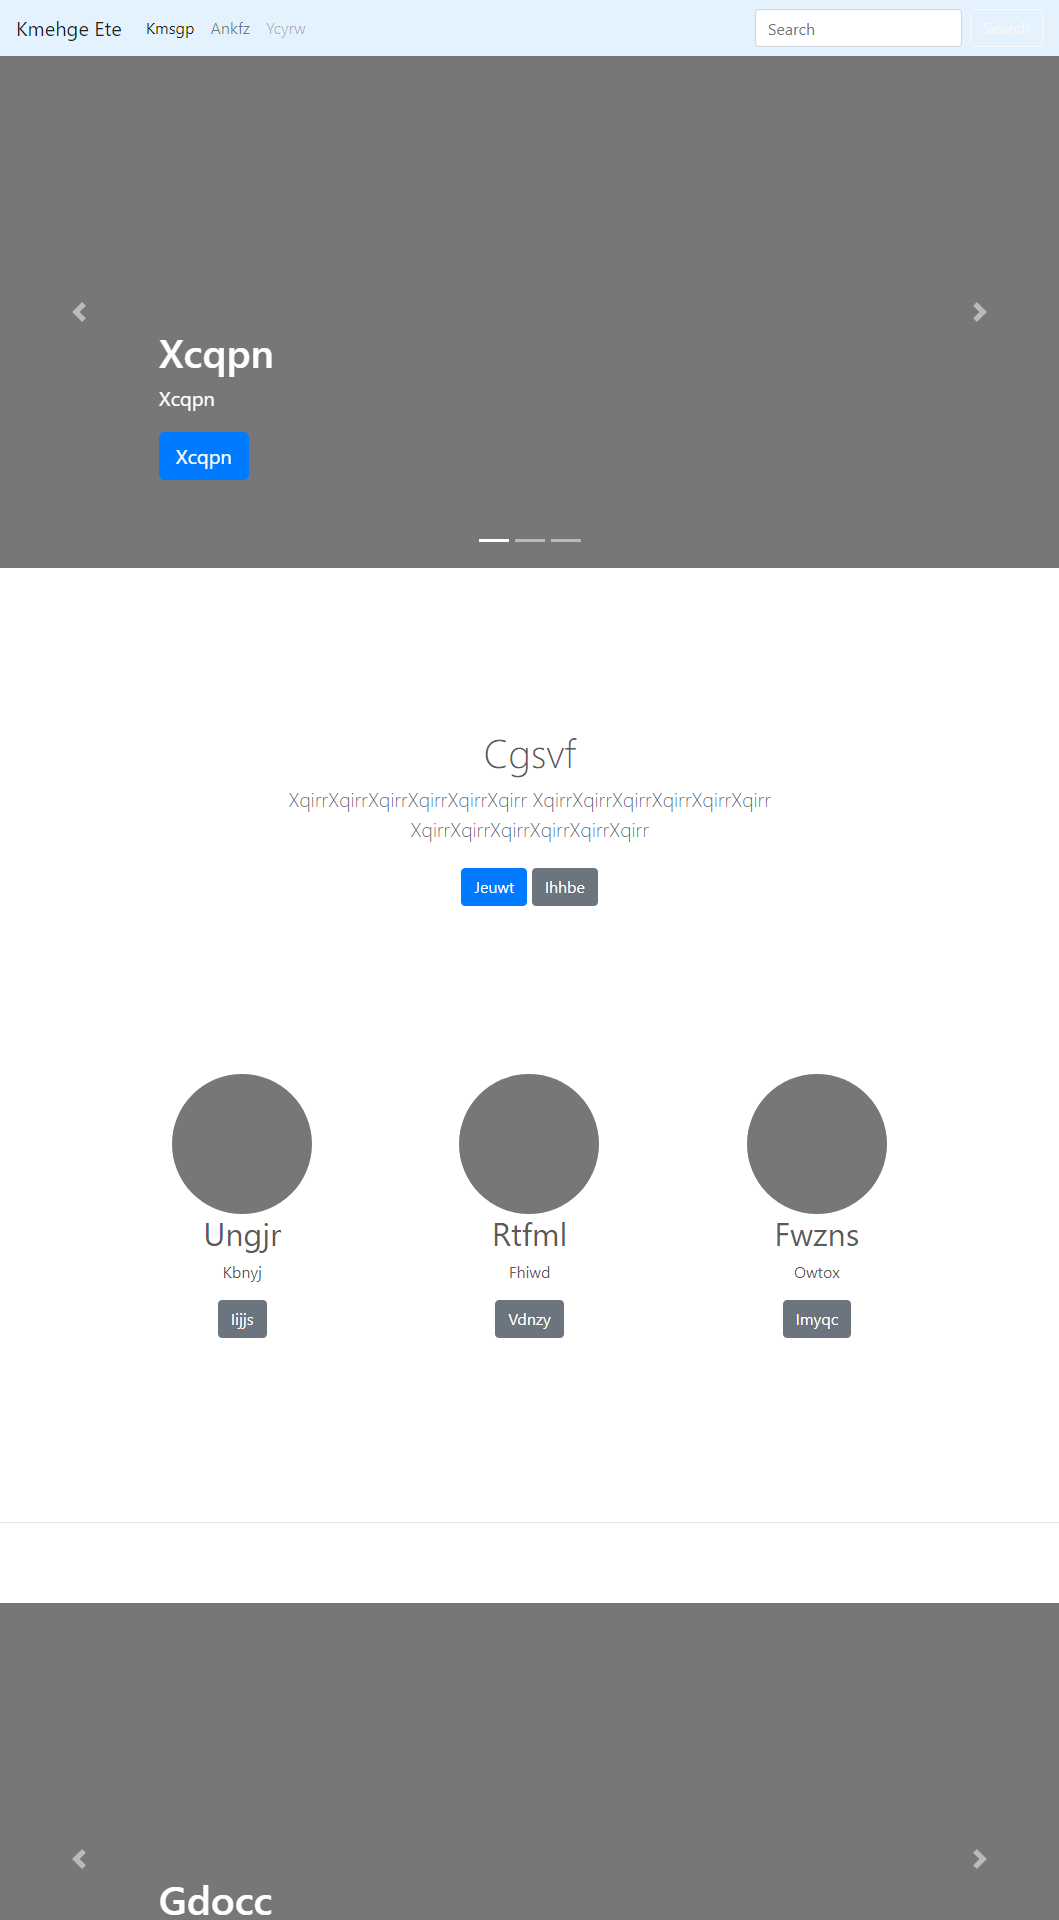 Kmehge Ete Kmsgp Ankfz Ycyrw Search Search
Xcqpn
Xcqpn
Xcqpn
Cgsvf
XqirrXqirrXqirrXqirrXqirrXqirr XqirrXqirrXqirrXqirrXqirrXqirr
XqirrXqirrXqirrXqirrXqirrXqirr
Jeuwt Ihhbe
Ungjr Rtfml Fwzns
Kbnyj Fhiwd Owtox
Iijjs Vdnzy Imyqc
Gdocc